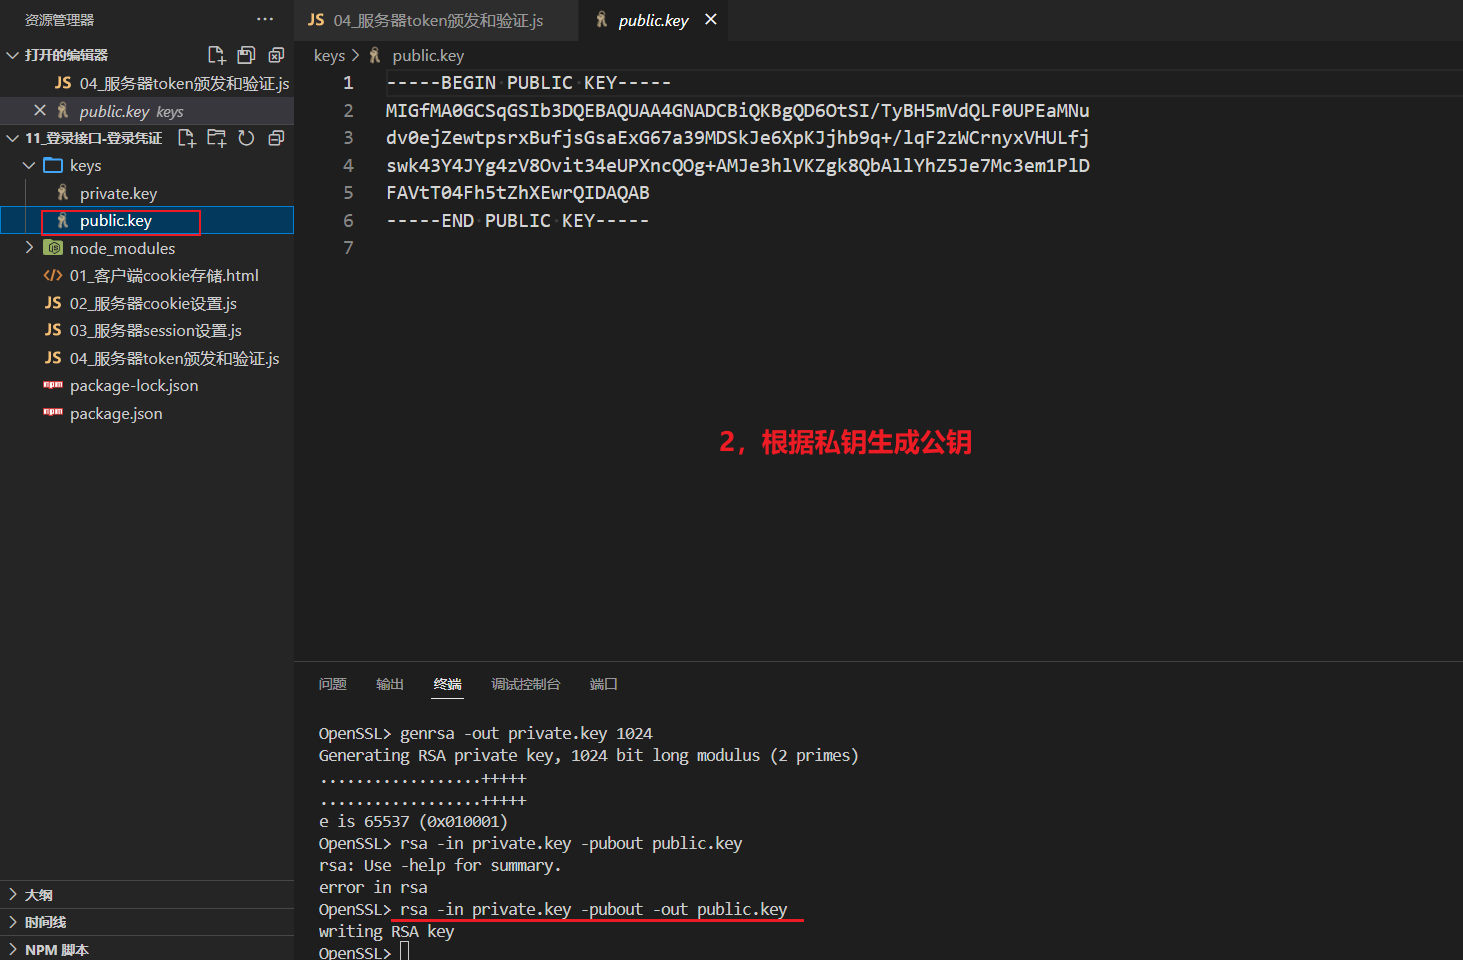 资源管理器
打开的编辑器
JS 04_服务器token颁发和验证.js
public.key keys
11_登录接口-登录凭证
keys
private.key
public.key
node_modules
01_客户端cookie存储.html
JS 02_服务器cookie设置.js
JS 03_服务器session设置.js
JS 04_服务器token颁发和验证.js
npm package-lock.json
npm package.json
大纲
时间线
NPM 脚本
JS 04_服务器token颁发和验证.js
public.key
keys > public.key
1 -----BEGIN PUBLIC KEY-----
2 MIGfMA0GCSqGSIb3DQEBAQUAA4GNADCBiQKBgQD6OtSI/TyBH5mVdQLF0UPEaMNu
3 dv0ejZewtpsrxBufjsGsaExG67a39MDSkJe6XpKJjhb9q+/lqF2zWCrnyxVHULfj
4 swk43Y4JYg4zV8Ovit34eUPXncQOg+AMJe3hlVKZgk8QbAllYhZ5Je7Mc3em1PlD
5 FAVtT04Fh5tZhXEwrQIDAQAB
6 -----END PUBLIC KEY-----
7
2，根据私钥生成公钥
问题 输出 终端 调试控制台 端口
OpenSSL> genrsa -out private.key 1024
Generating RSA private key, 1024 bit long modulus (2 primes)
..................+++++
..................+++++
e is 65537 (0x010001)
OpenSSL> rsa -in private.key -pubout public.key
rsa: Use -help for summary.
error in rsa
OpenSSL> rsa -in private.key -pubout -out public.key
writing RSA key
OpenSSL>